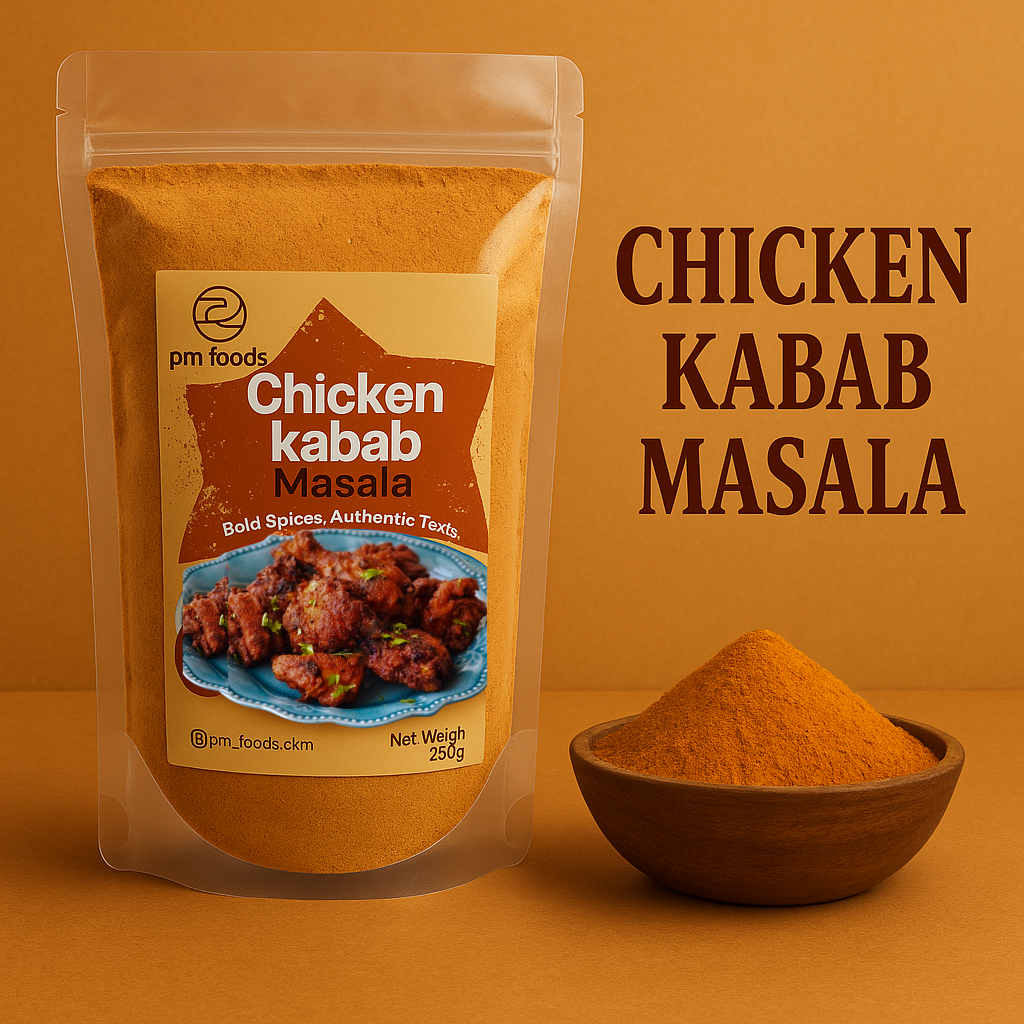 pm foods
Chicken
kabab
Masala
Bold Spices, Authentic Texts.
pm_foods.ckm
Net. Weigh
250g
CHICKEN
KABAB
MASALA